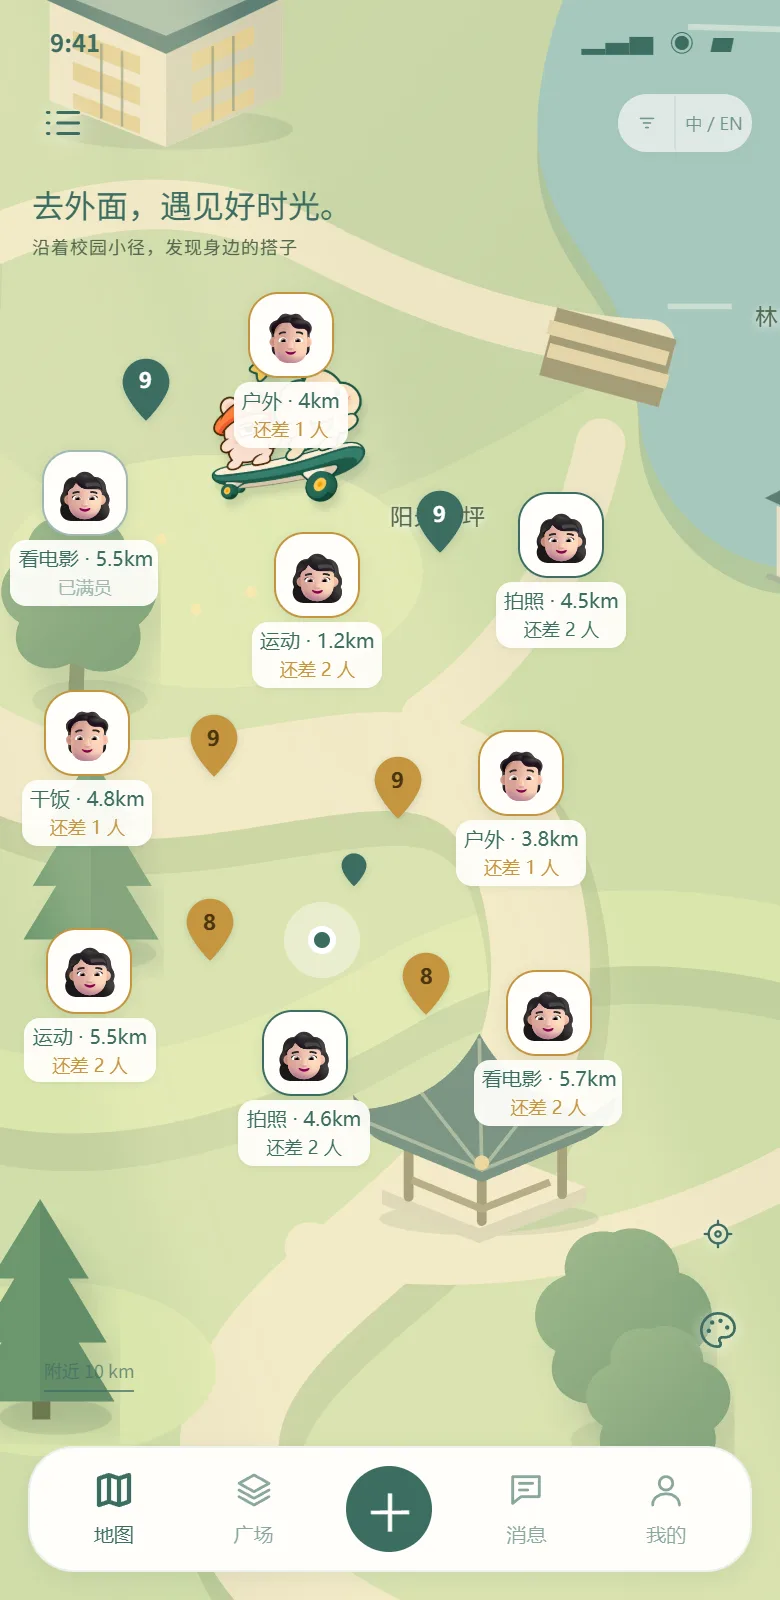 9:41
中 / EN
去外面，遇见好时光。
沿着校园小径，发现身边的搭子
林
户外 · 4km
还差 1 人
9
看电影 · 5.5km
已满员
阳
坪
9
拍照 · 4.5km
还差 2 人
运动 · 1.2km
还差 2 人
干饭 · 4.8km
还差 1 人
9
9
户外 · 3.8km
还差 1 人
8
8
运动 · 5.5km
还差 2 人
拍照 · 4.6km
还差 2 人
看电影 · 5.7km
还差 2 人
附近 10 km
地图
广场
消息
我的